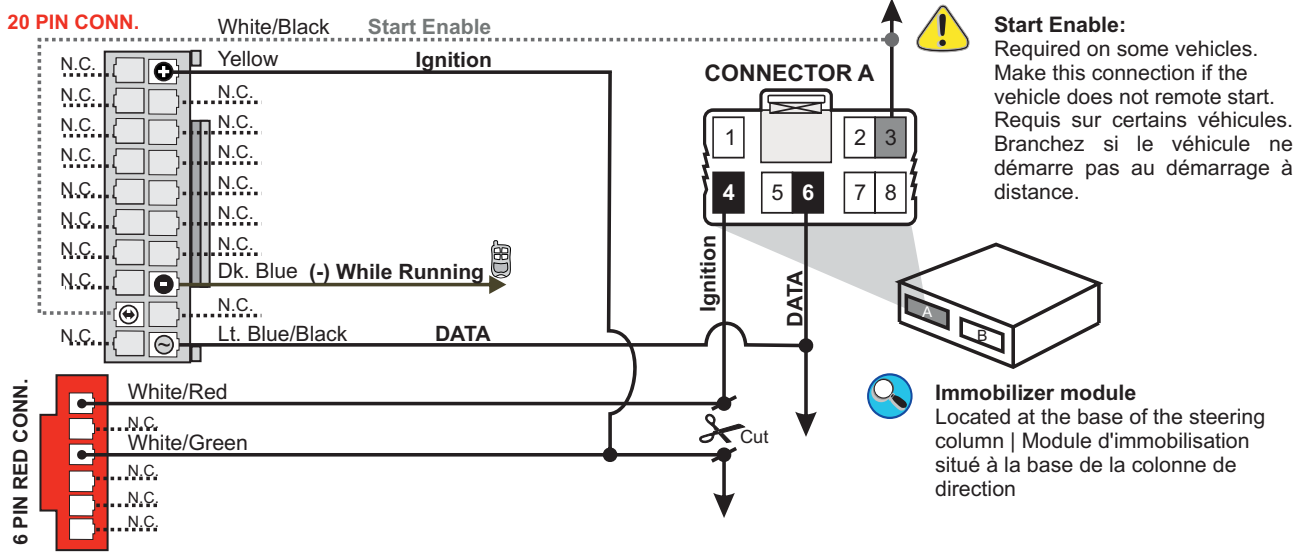 20 PIN CONN.
White/Black Start Enable
N.C. Yellow Ignition
N.C. N.C.
N.C. N.C.
N.C. N.C.
N.C. N.C.
N.C. N.C.
N.C. N.C.
N.C. Dk. Blue (-) While Running
N.C.
N.C. Lt. Blue/Black DATA
6 PIN RED CONN.
White/Red
N.C.
White/Green
N.C.
N.C.
N.C.
CONNECTOR A
1 2 3
4 5 6 7 8
Ignition
DATA
Cut
Start Enable:
Required on some vehicles.
Make this connection if the
vehicle does not remote start.
Requis sur certains véhicules.
Branchez si le véhicule ne
démarre pas au démarrage à
distance.
A
B
Immobilizer module
Located at the base of the steering
column | Module d'immobilisation
situé à la base de la colonne de
direction